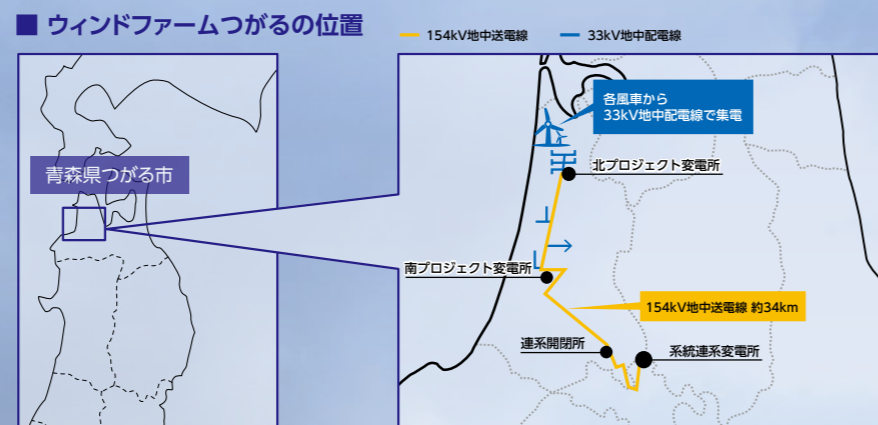 ■ ウィンドファームつがるの位置
154kV地中送電線
33kV地中配電線
青森県つがる市
各風車から
33kV地中配電線で集電
北プロジェクト変電所
南プロジェクト変電所
154kV地中送電線 約34km
連系開閉所
系統連系変電所